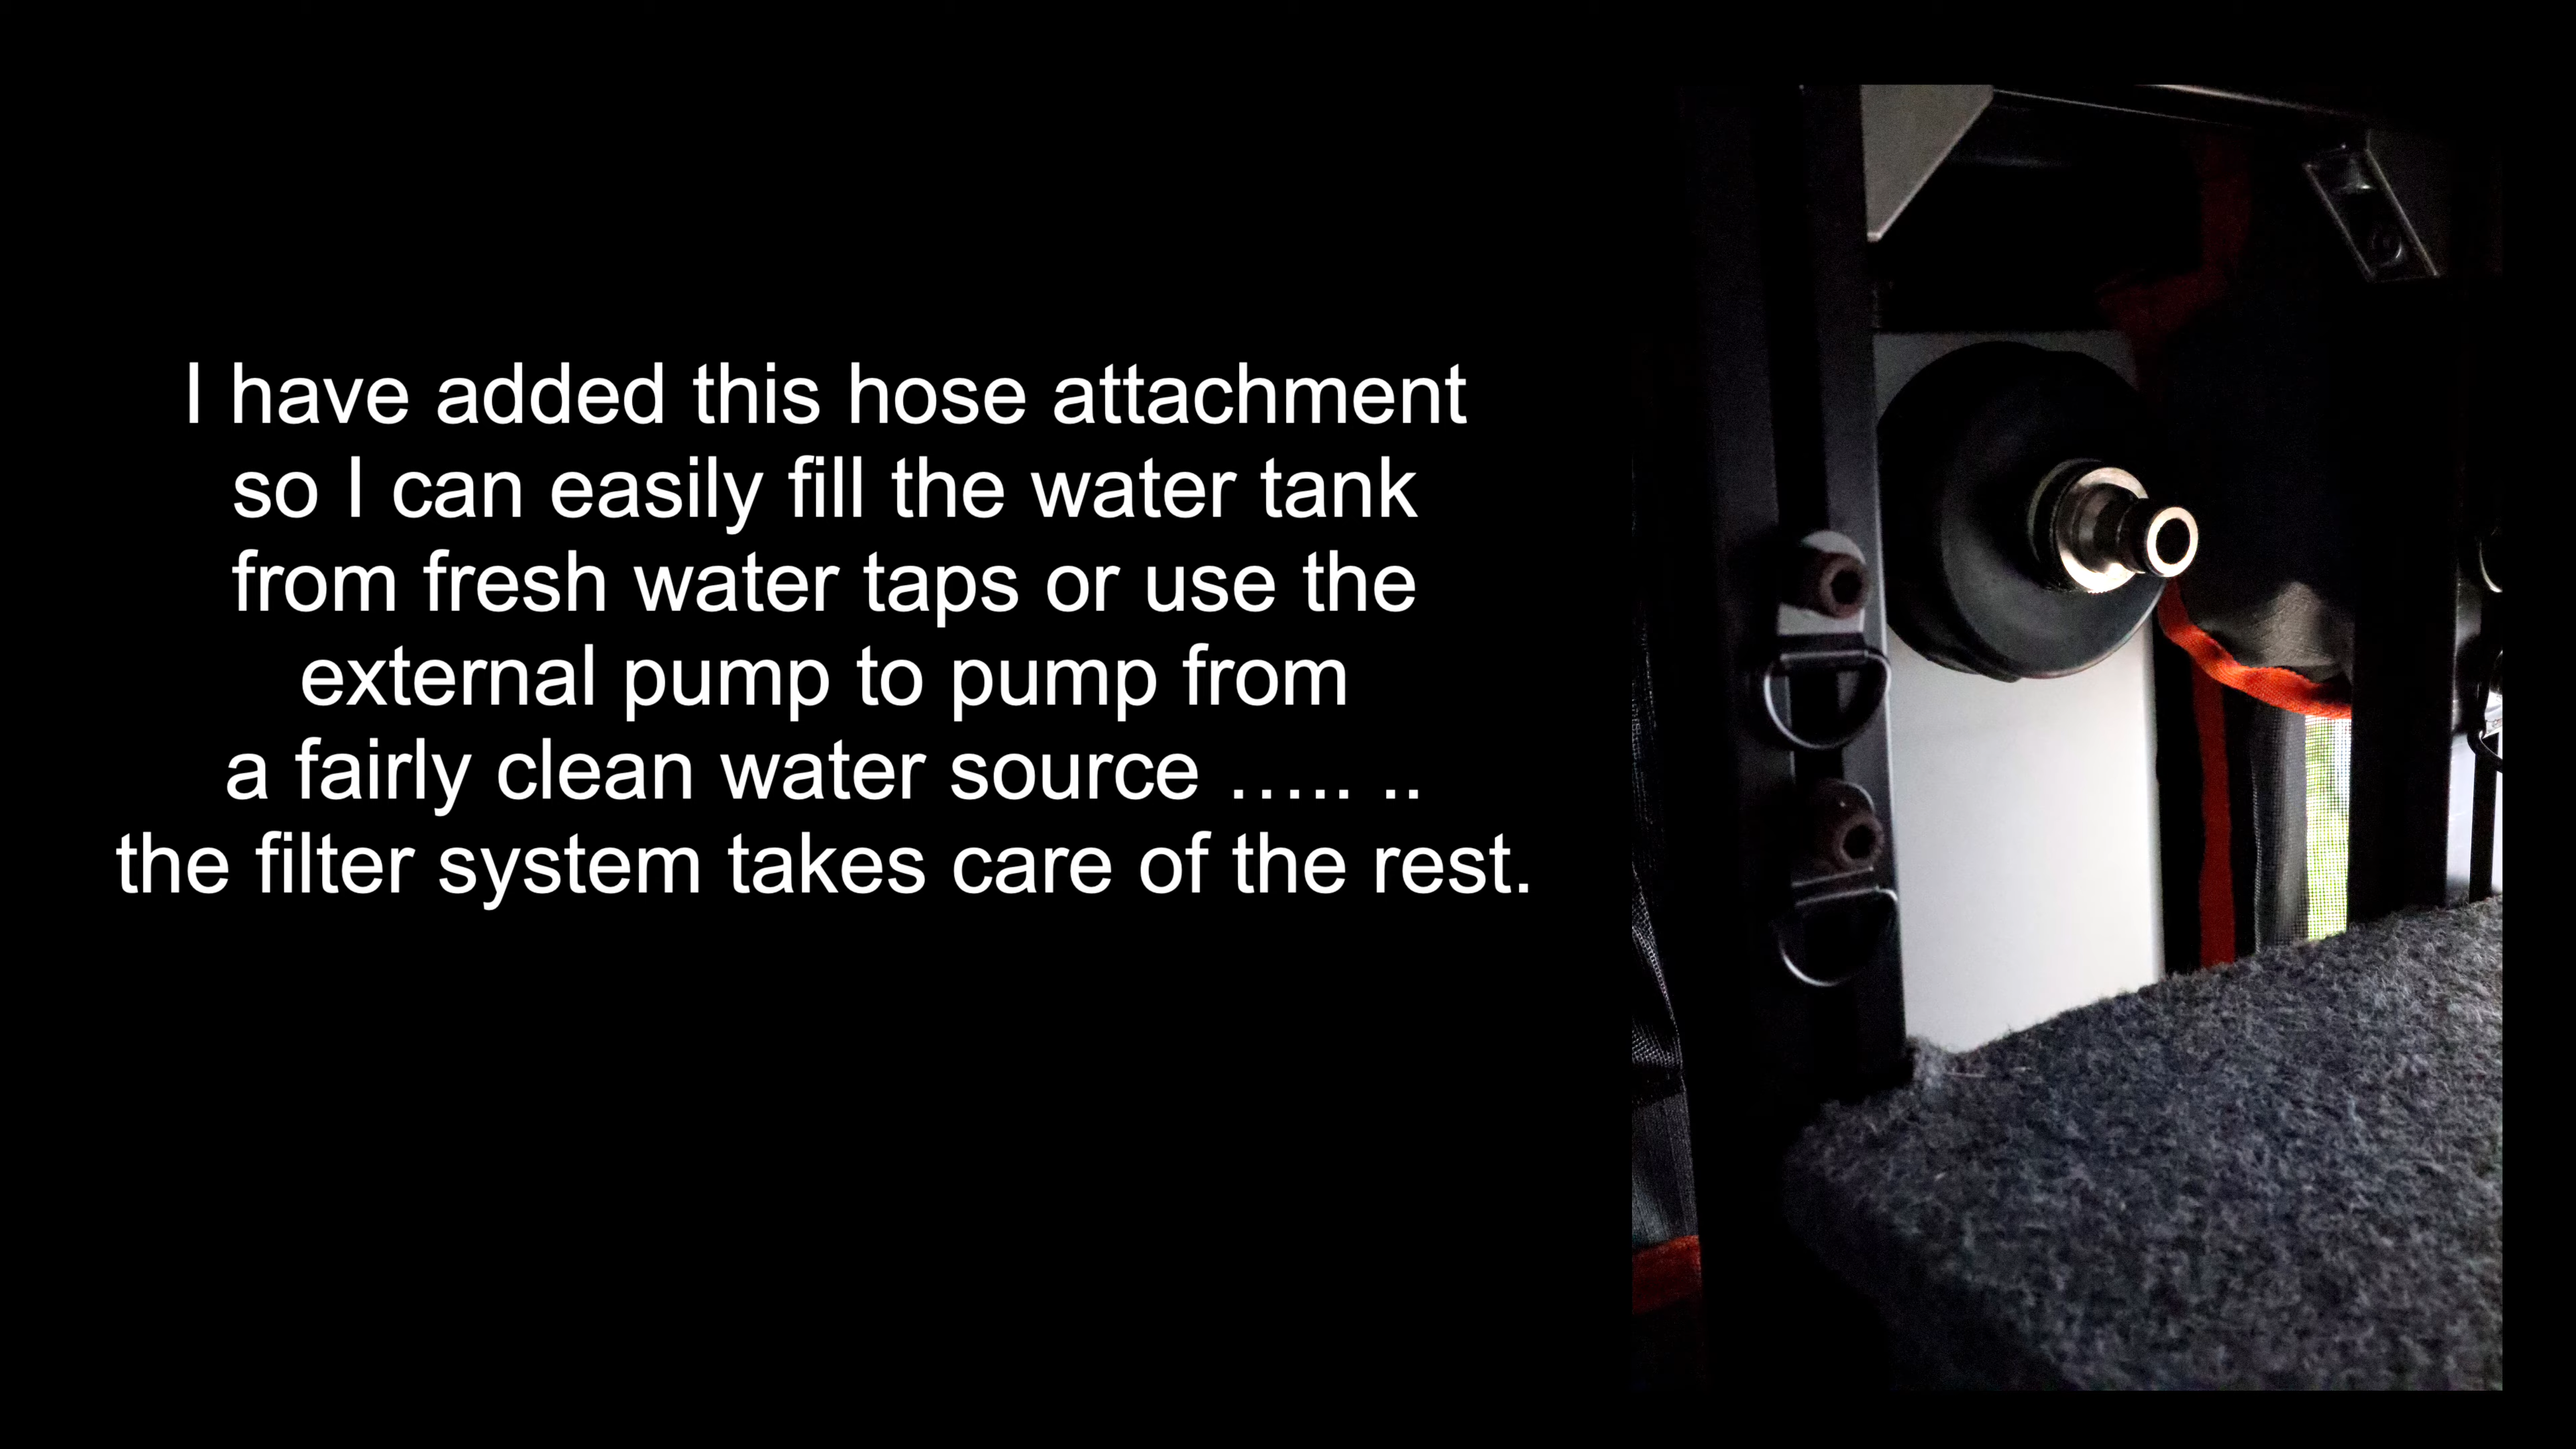 I have added this hose attachment
so I can easily fill the water tank
from fresh water taps or use the
external pump to pump from
a fairly clean water source ….. ..
the filter system takes care of the rest.